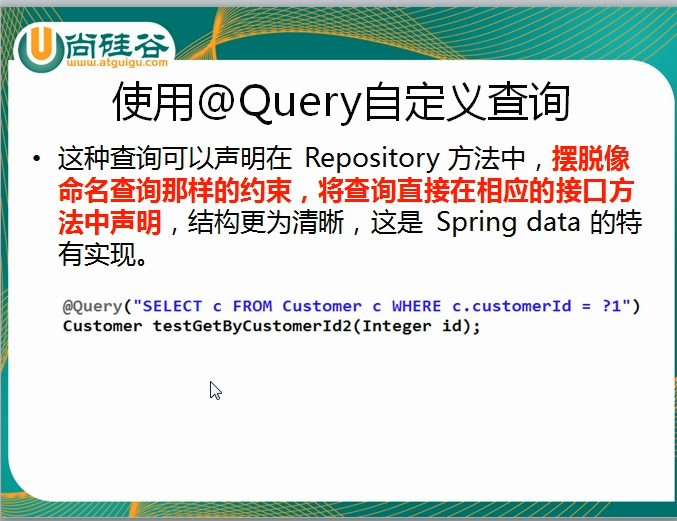 尚硅谷
www.atguigu.com
使用@Query自定义查询
• 这种查询可以声明在 Repository 方法中，摆脱像
命名查询那样的约束，将查询直接在相应的接口方
法中声明，结构更为清晰，这是 Spring data 的特
有实现。
@Query("SELECT c FROM Customer c WHERE c.customerId = ?1")
Customer testGetByCustomerId2(Integer id);